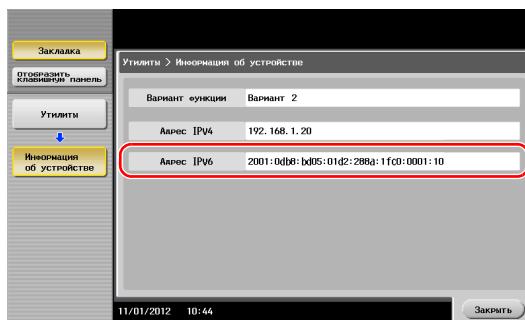 Закладка
Отобразить
клавишную панель
Утилиты
Информация
об устройстве
Утилиты > Информация об устройстве
Вариант функции Вариант 2
Адрес IPv4 192.168.1.20
Адрес IPv6 2001:0db8:bd05:01d2:288a:1fc0:0001:10
11/01/2012 10:44
Закрыть